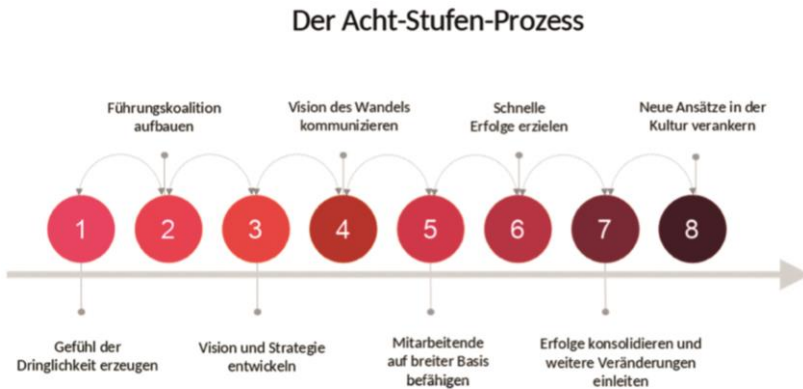 Der Acht-Stufen-Prozess
Führungskoalition
aufbauen
Vision des Wandels
kommunizieren
Schnelle
Erfolge erzielen
Neue Ansätze in der
Kultur verankern
1 2 3 4 5 6 7 8
Gefühl der
Dringlichkeit erzeugen
Vision und Strategie
entwickeln
Mitarbeitende
auf breiter Basis
befähigen
Erfolge konsolidieren und
weitere Veränderungen
einleiten